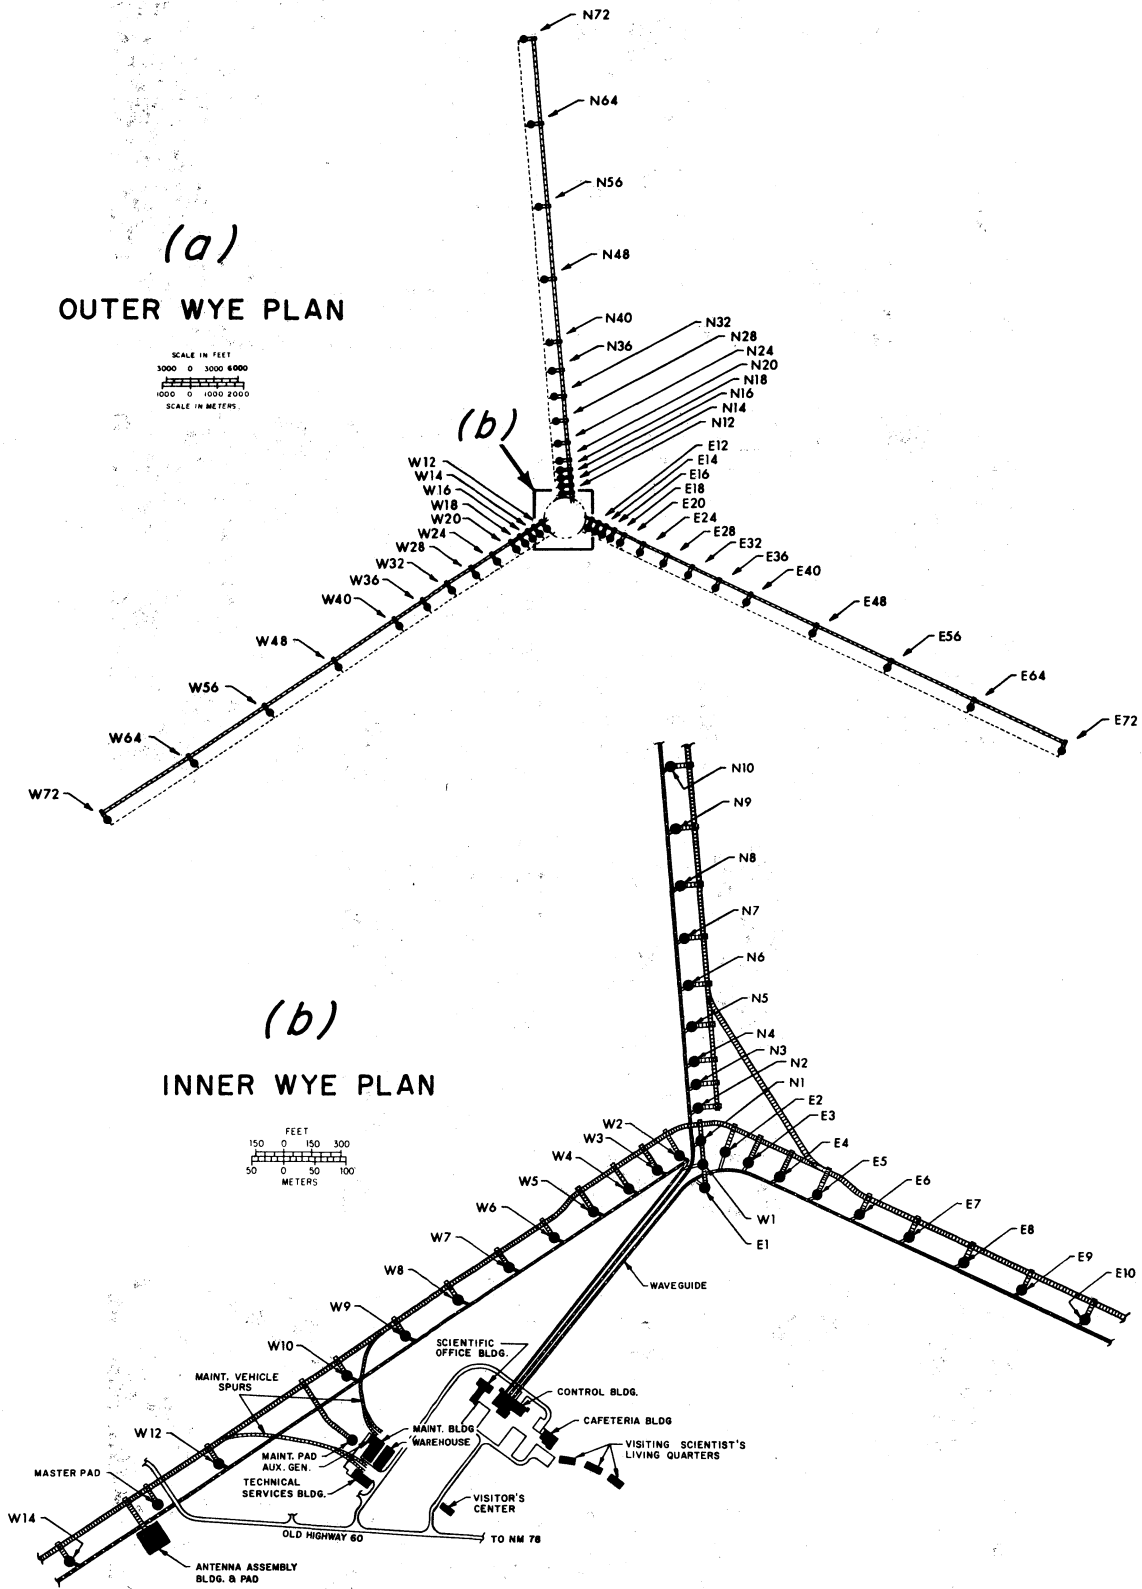 N72
N64
N56
(a)
N48
OUTER WYE PLAN
N40
N32
N36
N28
SCALE IN FEET
N24
3000 0 3000 6000
N20
N18
1000 0 1000 2000
N16
SCALE IN METERS
N14
(b)
N12
E12
W12
E14
W14
E16
W16
E18
W18
E20
W20
E24
W24
E28
W28
E32
W32
E36
W36
E40
W40
E48
W48
E56
W56
E64
W64
E72
W72
N10
N9
N8
N7
N6
(b)
N5
N4
N3
INNER WYE PLAN
N2
N1
E2
FEET
E3
150 0 150 300
W2
E4
W3
50 0 50 100
W4
E5
METERS
W5
E6
W6
W1
E7
W7
E1
E8
W8
WAVEGUIDE
E9
E10
W9
SCIENTIFIC
OFFICE BLDG.
W10
MAINT. VEHICLE
SPURS
CONTROL BLDG.
CAFETERIA BLDG
MAINT. BLDG
W12
WAREHOUSE
VISITING SCIENTIST'S
LIVING QUARTERS
MAINT. PAD
AUX. GEN.
MASTER PAD
TECHNICAL
SERVICES BLDG.
VISITOR'S
CENTER
W14
OLD HIGHWAY 60
TO NM 78
ANTENNA ASSEMBLY
BLDG. & PAD